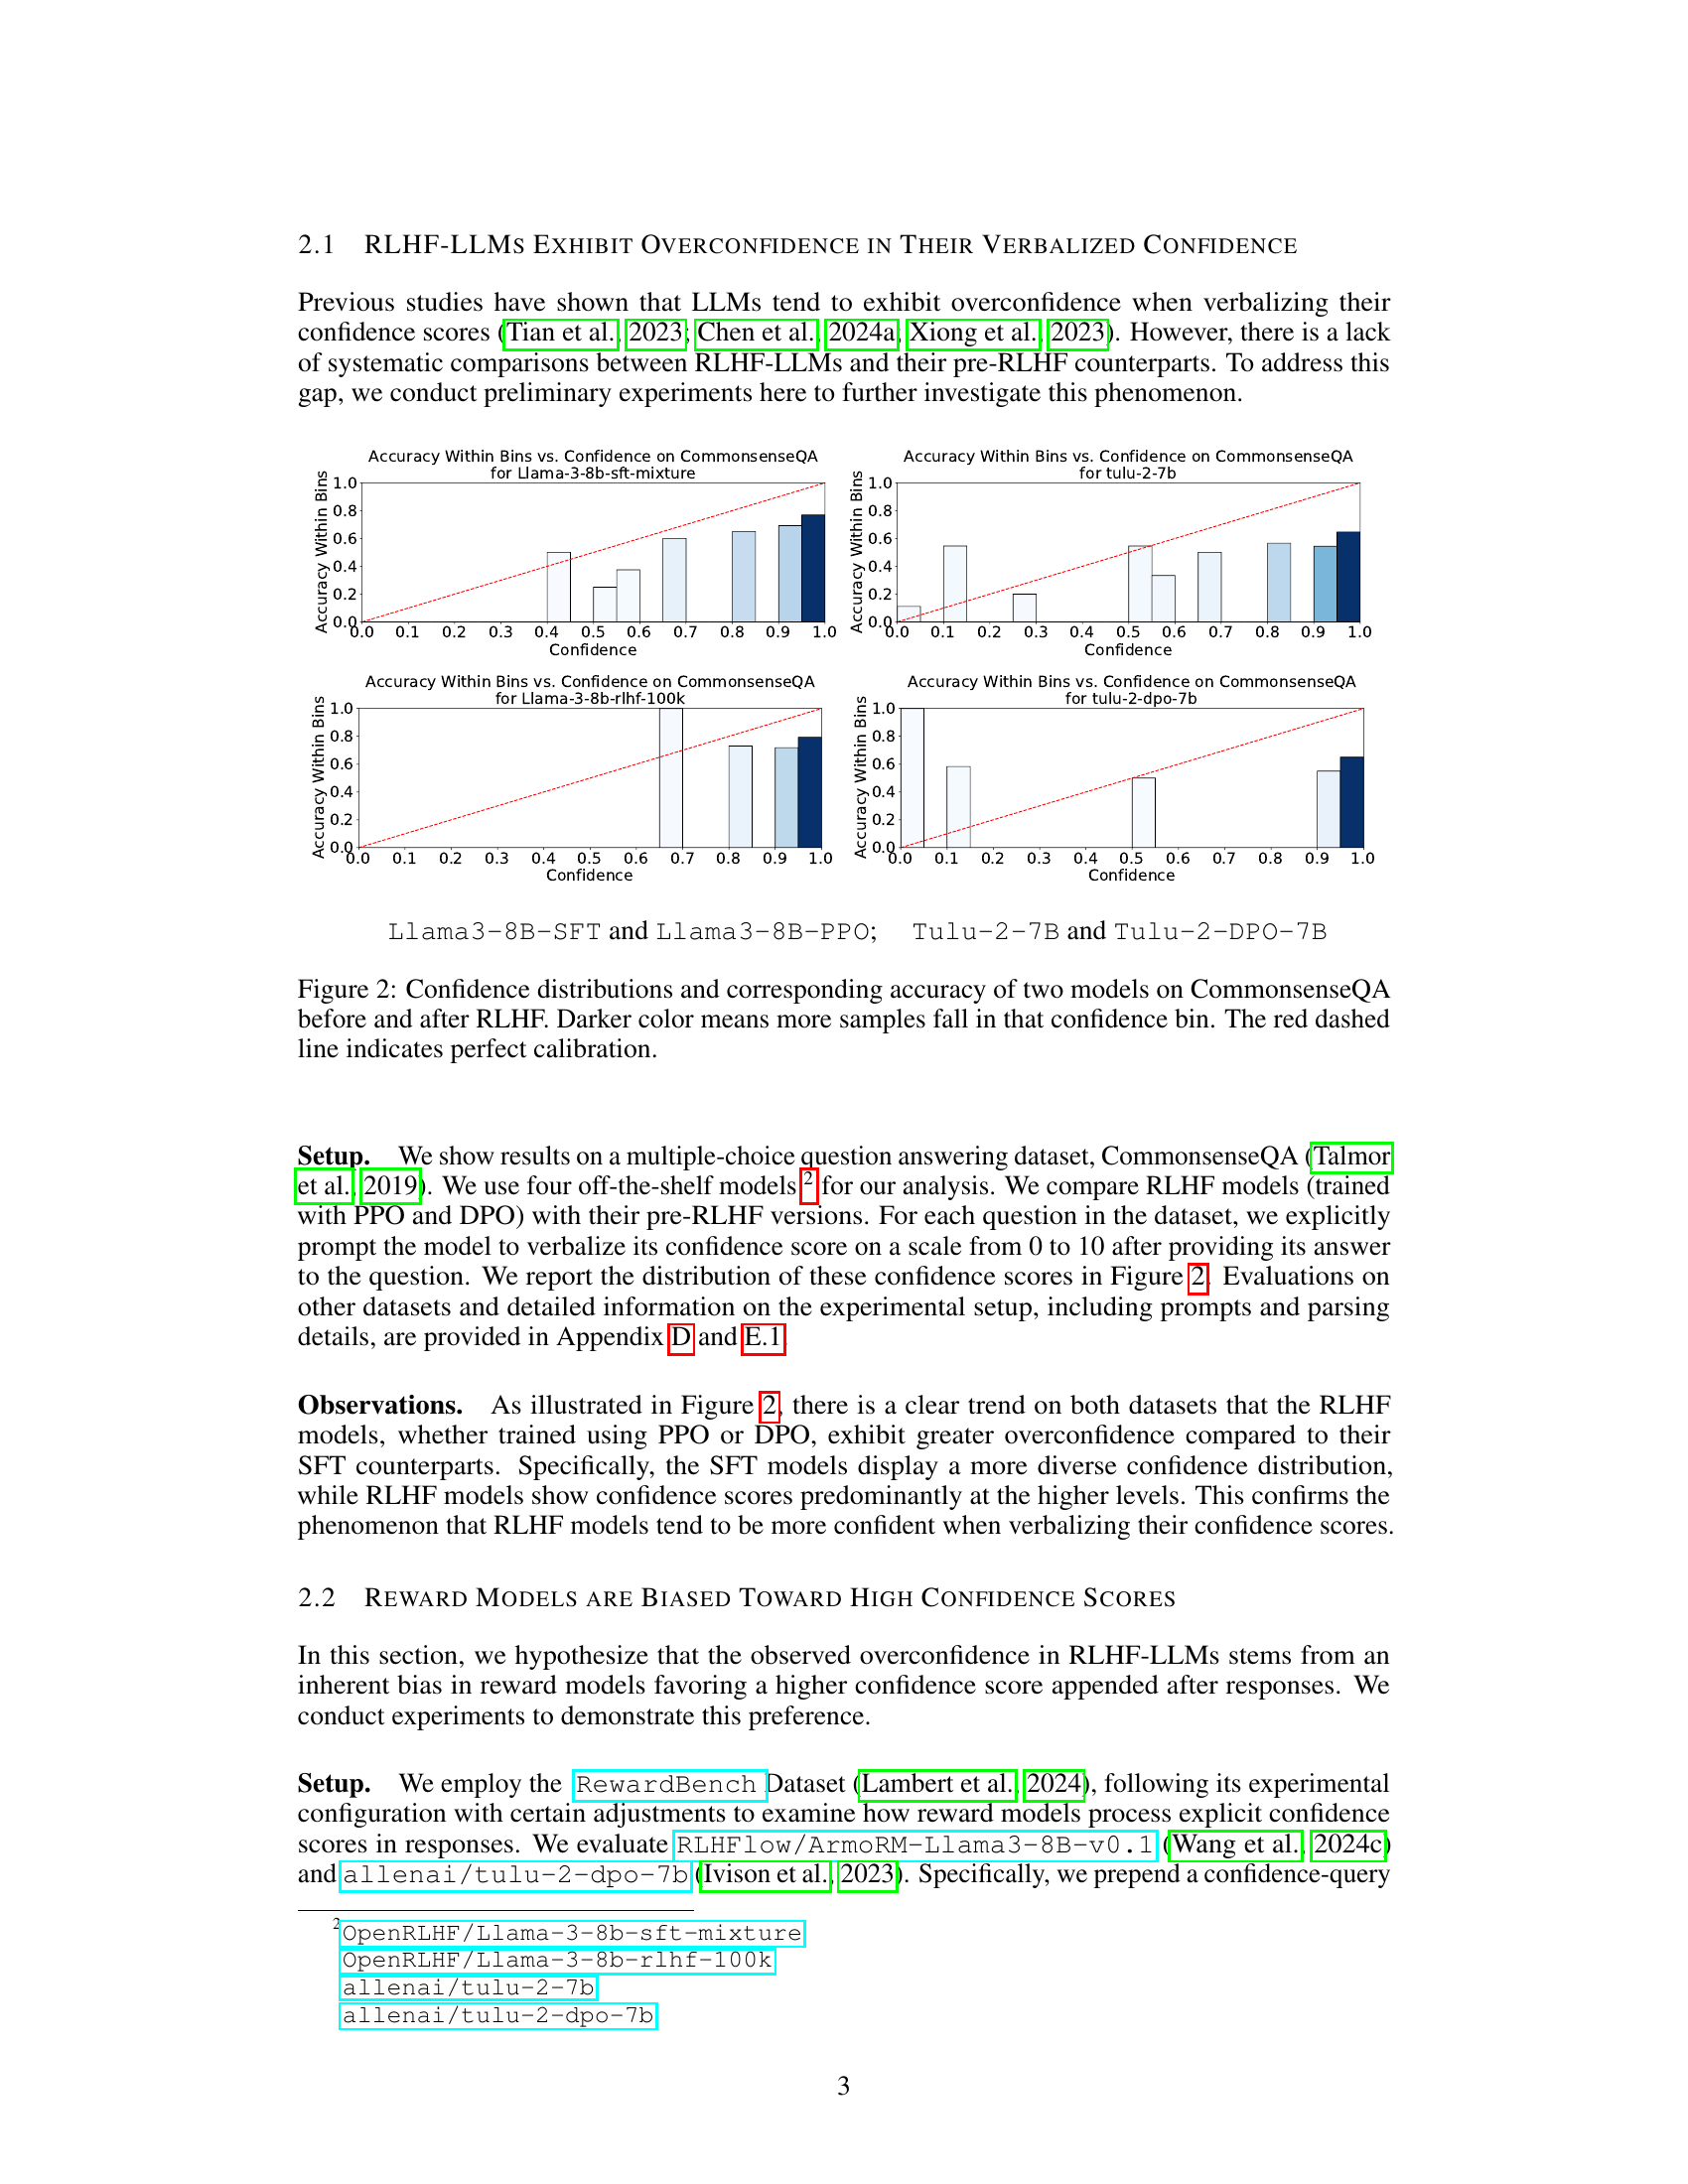 2.1 RLHF-LLMS EXHIBIT OVERCONFIDENCE IN THEIR VERBALIZED CONFIDENCE
Previous studies have shown that LLMs tend to exhibit overconfidence when verbalizing their
confidence scores (Tian et al., 2023; Chen et al., 2024a; Xiong et al., 2023). However, there is a lack
of systematic comparisons between RLHF-LLMs and their pre-RLHF counterparts. To address this
gap, we conduct preliminary experiments here to further investigate this phenomenon.
Accuracy Within Bins vs. Confidence on CommonsenseQA
for Llama-3-8b-sft-mixture
Accuracy Within Bins
1.0
0.8
0.6
0.4
0.2
0.0
0.0 0.1 0.2 0.3 0.4 0.5 0.6 0.7 0.8 0.9 1.0
Confidence
Accuracy Within Bins vs. Confidence on CommonsenseQA
for tulu-2-7b
Accuracy Within Bins
1.0
0.8
0.6
0.4
0.2
0.0
0.0 0.1 0.2 0.3 0.4 0.5 0.6 0.7 0.8 0.9 1.0
Confidence
Accuracy Within Bins vs. Confidence on CommonsenseQA
for Llama-3-8b-rlhf-100k
Accuracy Within Bins
1.0
0.8
0.6
0.4
0.2
0.0
0.0 0.1 0.2 0.3 0.4 0.5 0.6 0.7 0.8 0.9 1.0
Confidence
Accuracy Within Bins vs. Confidence on CommonsenseQA
for tulu-2-dpo-7b
Accuracy Within Bins
1.0
0.8
0.6
0.4
0.2
0.0
0.0 0.1 0.2 0.3 0.4 0.5 0.6 0.7 0.8 0.9 1.0
Confidence
Llama3-8B-SFT and Llama3-8B-PPO; Tulu-2-7B and Tulu-2-DPO-7B
Figure 2: Confidence distributions and corresponding accuracy of two models on CommonsenseQA
before and after RLHF. Darker color means more samples fall in that confidence bin. The red dashed
line indicates perfect calibration.
Setup. We show results on a multiple-choice question answering dataset, CommonsenseQA (Talmor
et al., 2019). We use four off-the-shelf models 2 for our analysis. We compare RLHF models (trained
with PPO and DPO) with their pre-RLHF versions. For each question in the dataset, we explicitly
prompt the model to verbalize its confidence score on a scale from 0 to 10 after providing its answer
to the question. We report the distribution of these confidence scores in Figure 2. Evaluations on
other datasets and detailed information on the experimental setup, including prompts and parsing
details, are provided in Appendix D and E.1.
Observations. As illustrated in Figure 2, there is a clear trend on both datasets that the RLHF
models, whether trained using PPO or DPO, exhibit greater overconfidence compared to their
SFT counterparts. Specifically, the SFT models display a more diverse confidence distribution,
while RLHF models show confidence scores predominantly at the higher levels. This confirms the
phenomenon that RLHF models tend to be more confident when verbalizing their confidence scores.
2.2 REWARD MODELS ARE BIASED TOWARD HIGH CONFIDENCE SCORES
In this section, we hypothesize that the observed overconfidence in RLHF-LLMs stems from an
inherent bias in reward models favoring a higher confidence score appended after responses. We
conduct experiments to demonstrate this preference.
Setup. We employ the RewardBench Dataset (Lambert et al., 2024), following its experimental
configuration with certain adjustments to examine how reward models process explicit confidence
scores in responses. We evaluate RLHFlow/ArmoRM-Llama3-8B-v0.1 (Wang et al., 2024c)
and allenai/tulu-2-dpo-7b (Ivison et al., 2023). Specifically, we prepend a confidence-query
2 OpenRLHF/Llama-3-8b-sft-mixture
OpenRLHF/Llama-3-8b-rlhf-100k
allenai/tulu-2-7b
allenai/tulu-2-dpo-7b
3